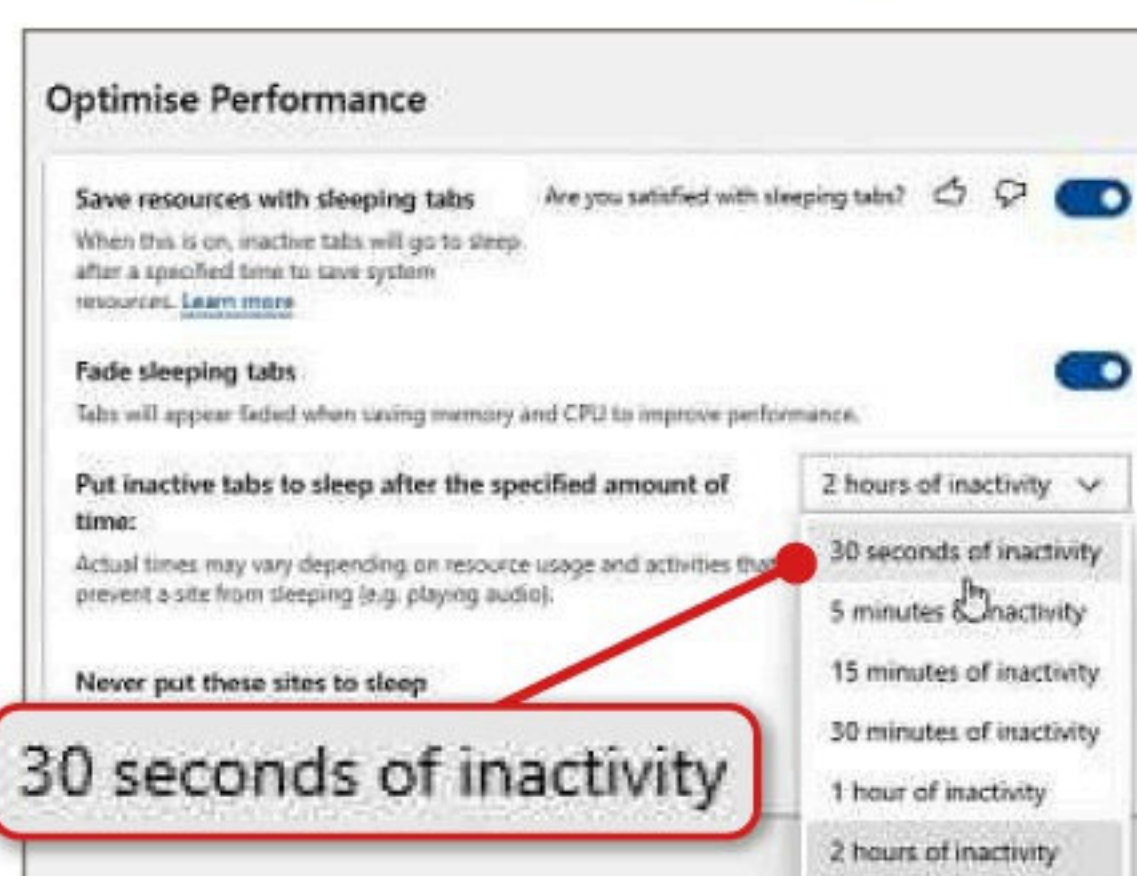 Optimise Performance
Save resources with sleeping tabs
Are you satisfied with sleeping tabs?
When this is on, inactive tabs will go to sleep
after a specified time to save system
resources. Learn more
Fade sleeping tabs
Tabs will appear faded when saving memory and CPU to improve performance.
Put inactive tabs to sleep after the specified amount of
time:
2 hours of inactivity
Actual times may vary depending on resource usage and activities that
prevent a site from sleeping (e.g. playing audio).
30 seconds of inactivity
5 minutes of inactivity
15 minutes of inactivity
30 minutes of inactivity
1 hour of inactivity
2 hours of inactivity
Never put these sites to sleep
30 seconds of inactivity